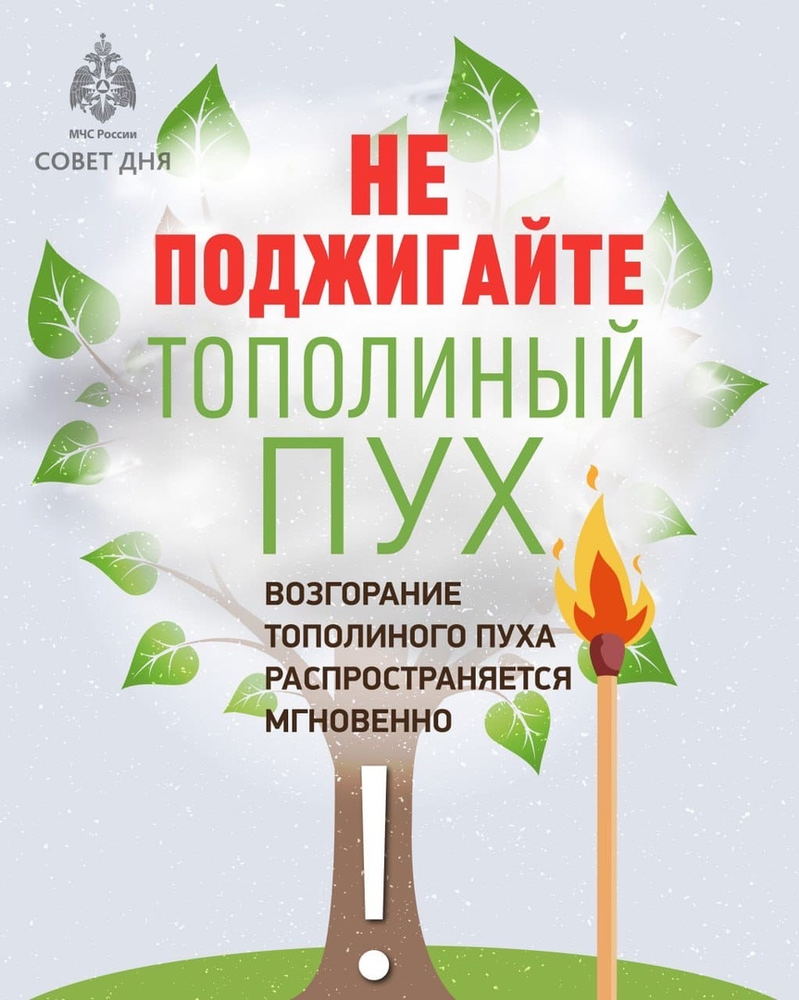 МЧС России
СОВЕТ ДНЯ
НЕ
ПОДЖИГАЙТЕ
ТОПОЛИНЫЙ
ПУХ
ВОЗГОРАНИЕ
ТОПОЛИНОГО ПУХА
РАСПРОСТРАНЯЕТСЯ
МГНОВЕННО
!